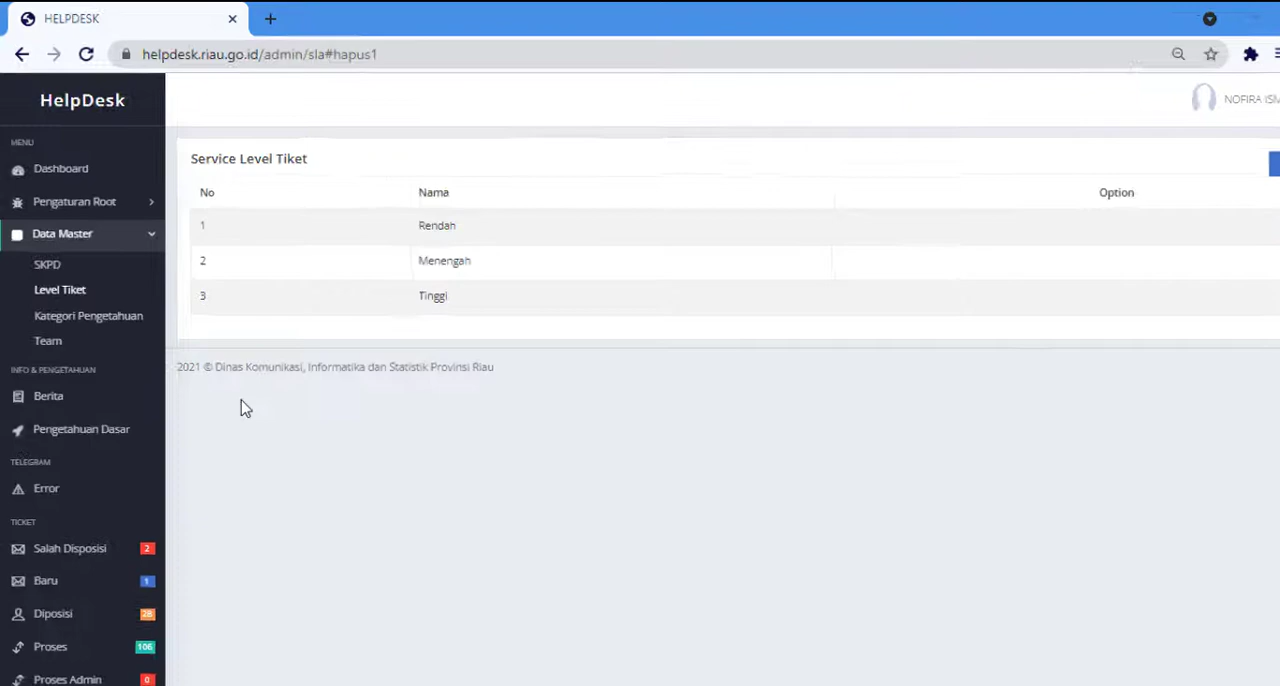 HELPDESK
helpdesk.riau.go.id/admin/sla#hapus1
HelpDesk
NOFIRA
MENU
Dashboard
Pengaturan Root
Data Master
SKPD
Level Tiket
Kategori Pengetahuan
Team
INFO & PENGETAHUAN
Berita
Pengetahuan Dasar
TELEGRAM
Error
TICKET
Salah Disposisi 2
Baru 1
Diposisi 28
Proses 106
Proses Admin 0
Service Level Tiket
No Nama Option
1 Rendah
2 Menengah
3 Tinggi
2021 © Dinas Komunikasi, Informatika dan Statistik Provinsi Riau